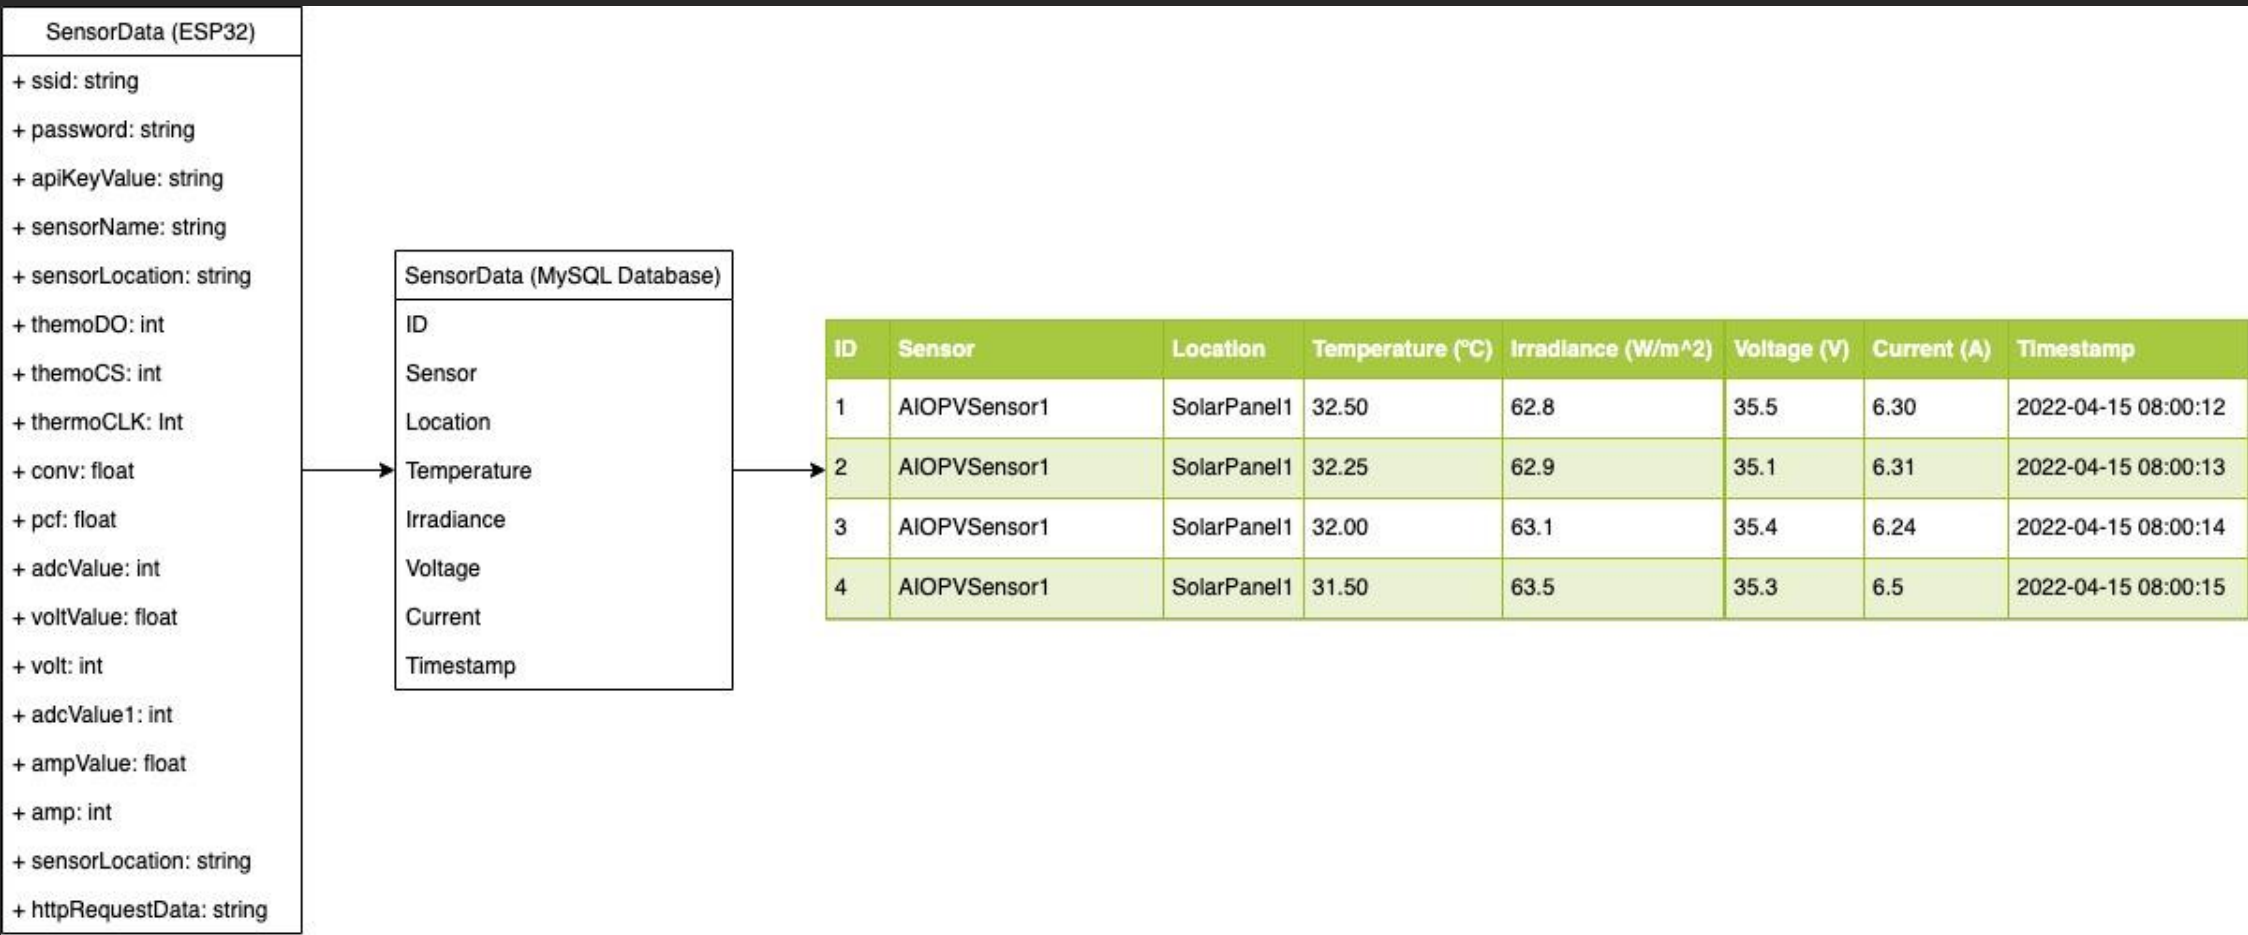 SensorData (ESP32)
+ ssid: string
+ password: string
+ apiKeyValue: string
+ sensorName: string
+ sensorLocation: string
+ themoDO: int
+ themoCS: int
+ thermoCLK: Int
+ conv: float
+ pcf: float
+ adcValue: int
+ voltValue: float
+ volt: int
+ adcValue1: int
+ ampValue: float
+ amp: int
+ sensorLocation: string
+ httpRequestData: string
SensorData (MySQL Database)
ID
Sensor
Location
Temperature
Irradiance
Voltage
Current
Timestamp
ID Sensor Location Temperature (°C) Irradiance (W/m^2) Voltage (V) Current (A) Timestamp
1 AIOPVSensor1 SolarPanel1 32.50 62.8 35.5 6.30 2022-04-15 08:00:12
2 AIOPVSensor1 SolarPanel1 32.25 62.9 35.1 6.31 2022-04-15 08:00:13
3 AIOPVSensor1 SolarPanel1 32.00 63.1 35.4 6.24 2022-04-15 08:00:14
4 AIOPVSensor1 SolarPanel1 31.50 63.5 35.3 6.5 2022-04-15 08:00:15